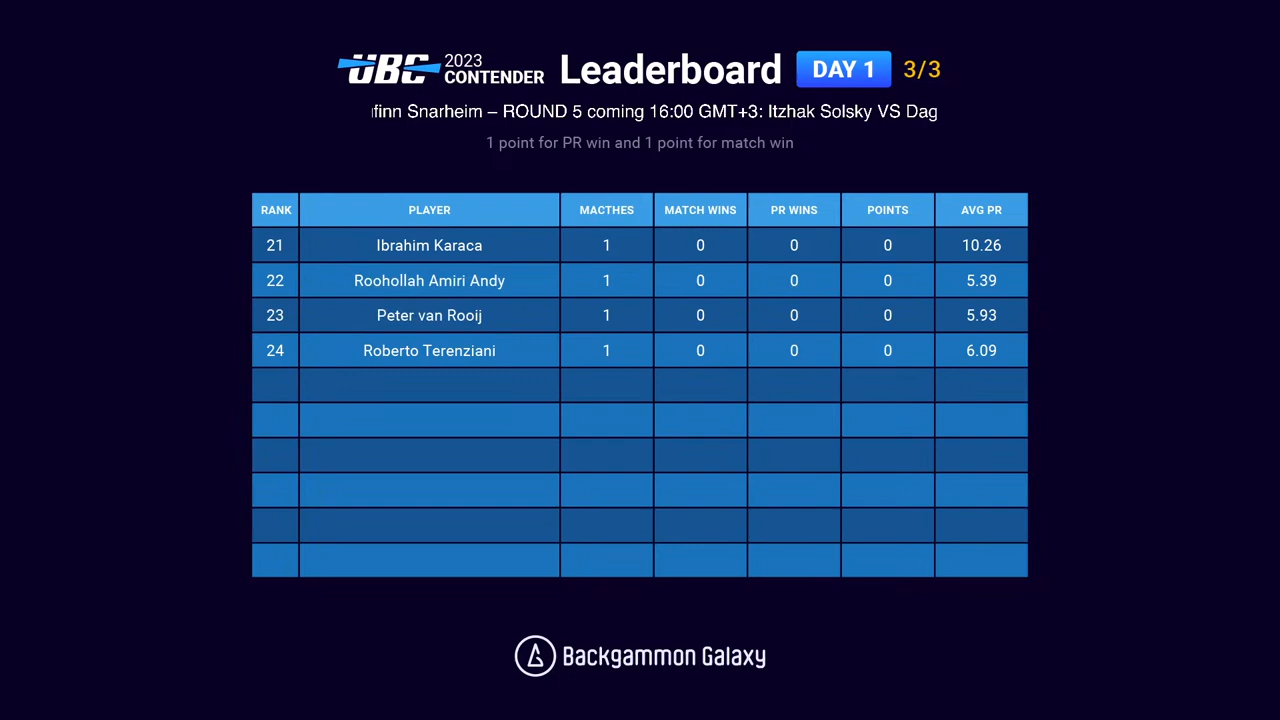 UBC 2023 CONTENDER Leaderboard DAY 1 3/3
finn Snarheim – ROUND 5 coming 16:00 GMT+3: Itzhak Solsky VS Dag
1 point for PR win and 1 point for match win
RANK PLAYER MACTHES MATCH WINS PR WINS POINTS AVG PR
21 Ibrahim Karaca 1 0 0 0 10.26
22 Roohollah Amiri Andy 1 0 0 0 5.39
23 Peter van Rooij 1 0 0 0 5.93
24 Roberto Terenziani 1 0 0 0 6.09
Backgammon Galaxy